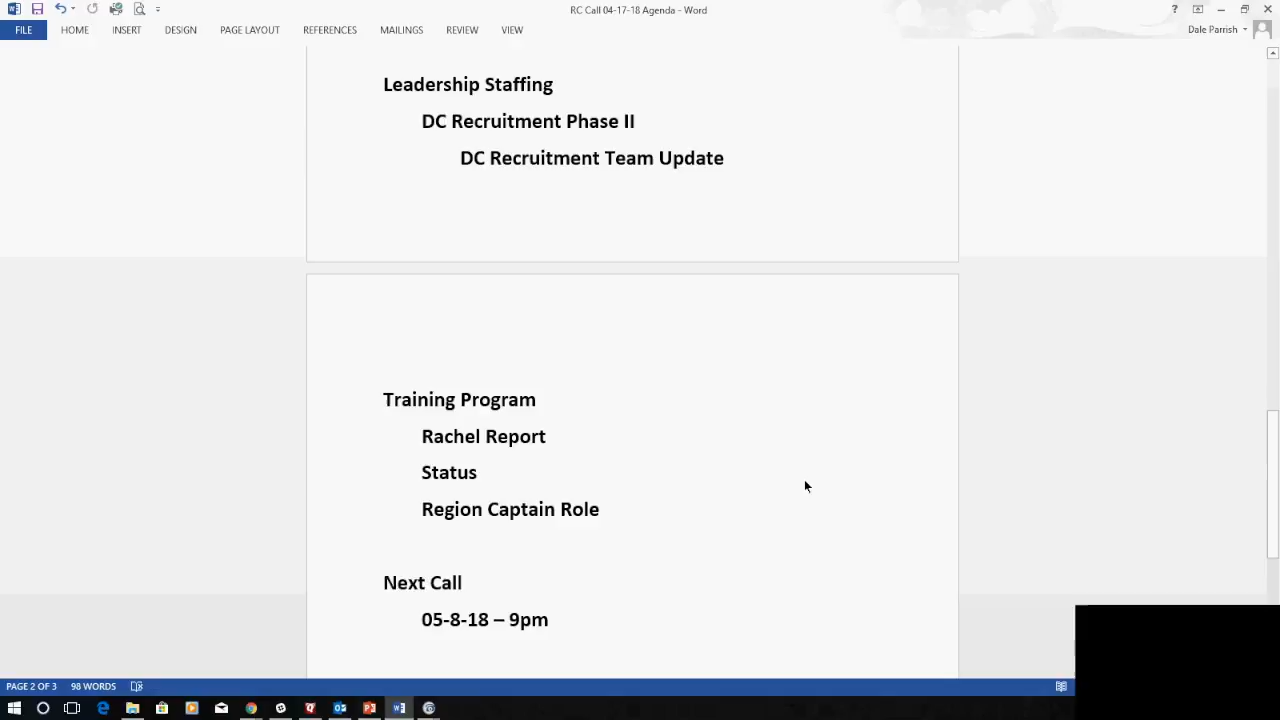 RC Call 04-17-18 Agenda - Word
?
FILE HOME INSERT DESIGN PAGE LAYOUT REFERENCES MAILINGS REVIEW VIEW
Dale Parrish
Leadership Staffing
DC Recruitment Phase II
DC Recruitment Team Update
Training Program
Rachel Report
Status
Region Captain Role
Next Call
05-8-18 – 9pm
PAGE 2 OF 3 98 WORDS